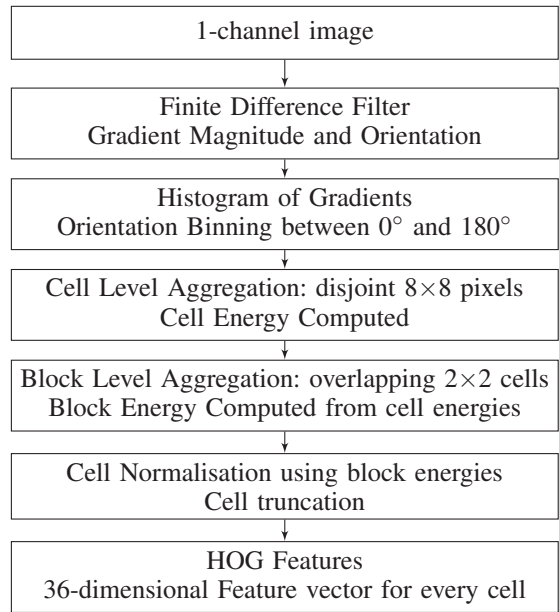 1-channel image
Finite Difference Filter
Gradient Magnitude and Orientation
Histogram of Gradients
Orientation Binning between 0° and 180°
Cell Level Aggregation: disjoint 8×8 pixels
Cell Energy Computed
Block Level Aggregation: overlapping 2×2 cells
Block Energy Computed from cell energies
Cell Normalisation using block energies
Cell truncation
HOG Features
36-dimensional Feature vector for every cell